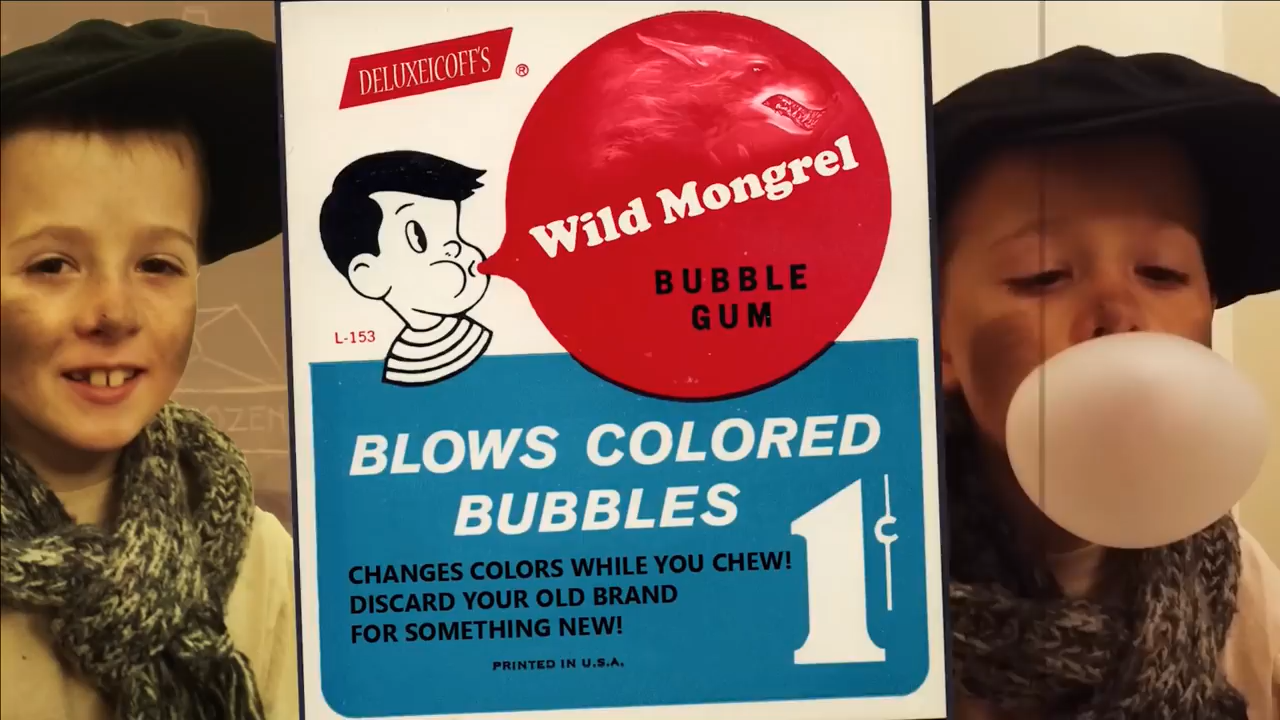 DELUXEICOFF'S ®
Wild Mongrel
BUBBLE
GUM
L-153
BLOWS COLORED
BUBBLES
1¢
CHANGES COLORS WHILE YOU CHEW!
DISCARD YOUR OLD BRAND
FOR SOMETHING NEW!
PRINTED IN U.S.A.
OZEN